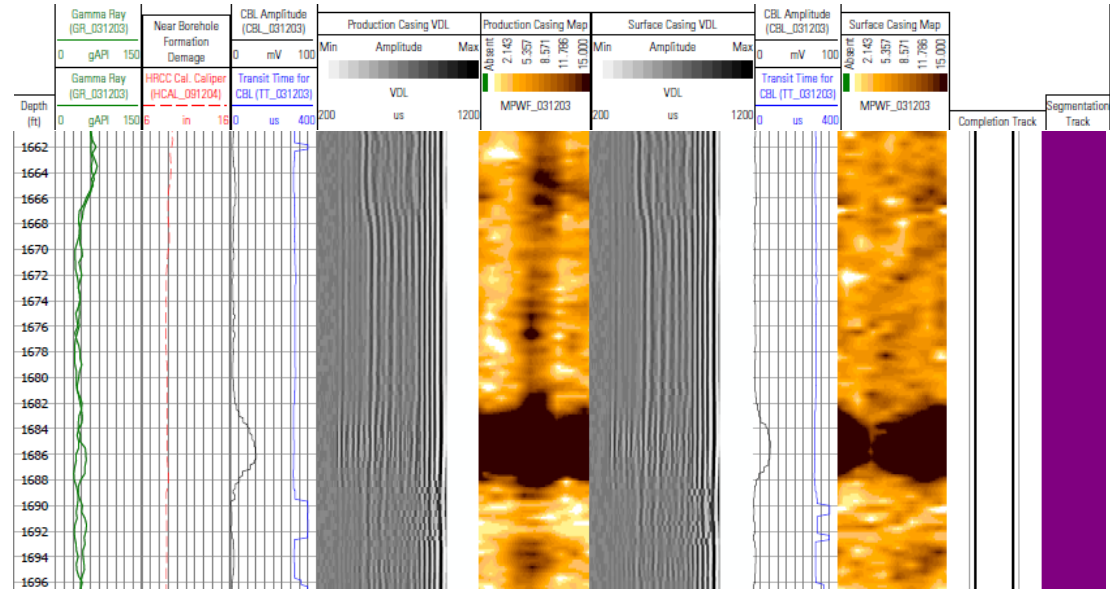 Gamma Ray
(GR_031203)
0 gAPI 150
Gamma Ray
(GR_031203)
0 gAPI 150
Depth
(ft)
Near Borehole
Formation
Damage
HRCC Cal. Caliper
(HCAL_091204)
6 in 16
CBL Amplitude
(CBL_031203)
0 mV 100
Transit Time for
CBL (TT_031203)
0 us 400
Production Casing VDL
Min Amplitude Max
VDL
200 us 1200
Production Casing Map
Absent
2.143
5.357
8.571
11.786
15.000
MPWF_031203
Surface Casing VDL
Min Amplitude Max
VDL
200 us 1200
CBL Amplitude
(CBL_031203)
0 mV 100
Transit Time for
CBL (TT_031203)
0 us 400
Surface Casing Map
Absent
2.143
5.357
8.571
11.786
15.000
MPWF_031203
Completion Track
Segmentation
Track
1662
1664
1666
1668
1670
1672
1674
1676
1678
1680
1682
1684
1686
1688
1690
1692
1694
1696